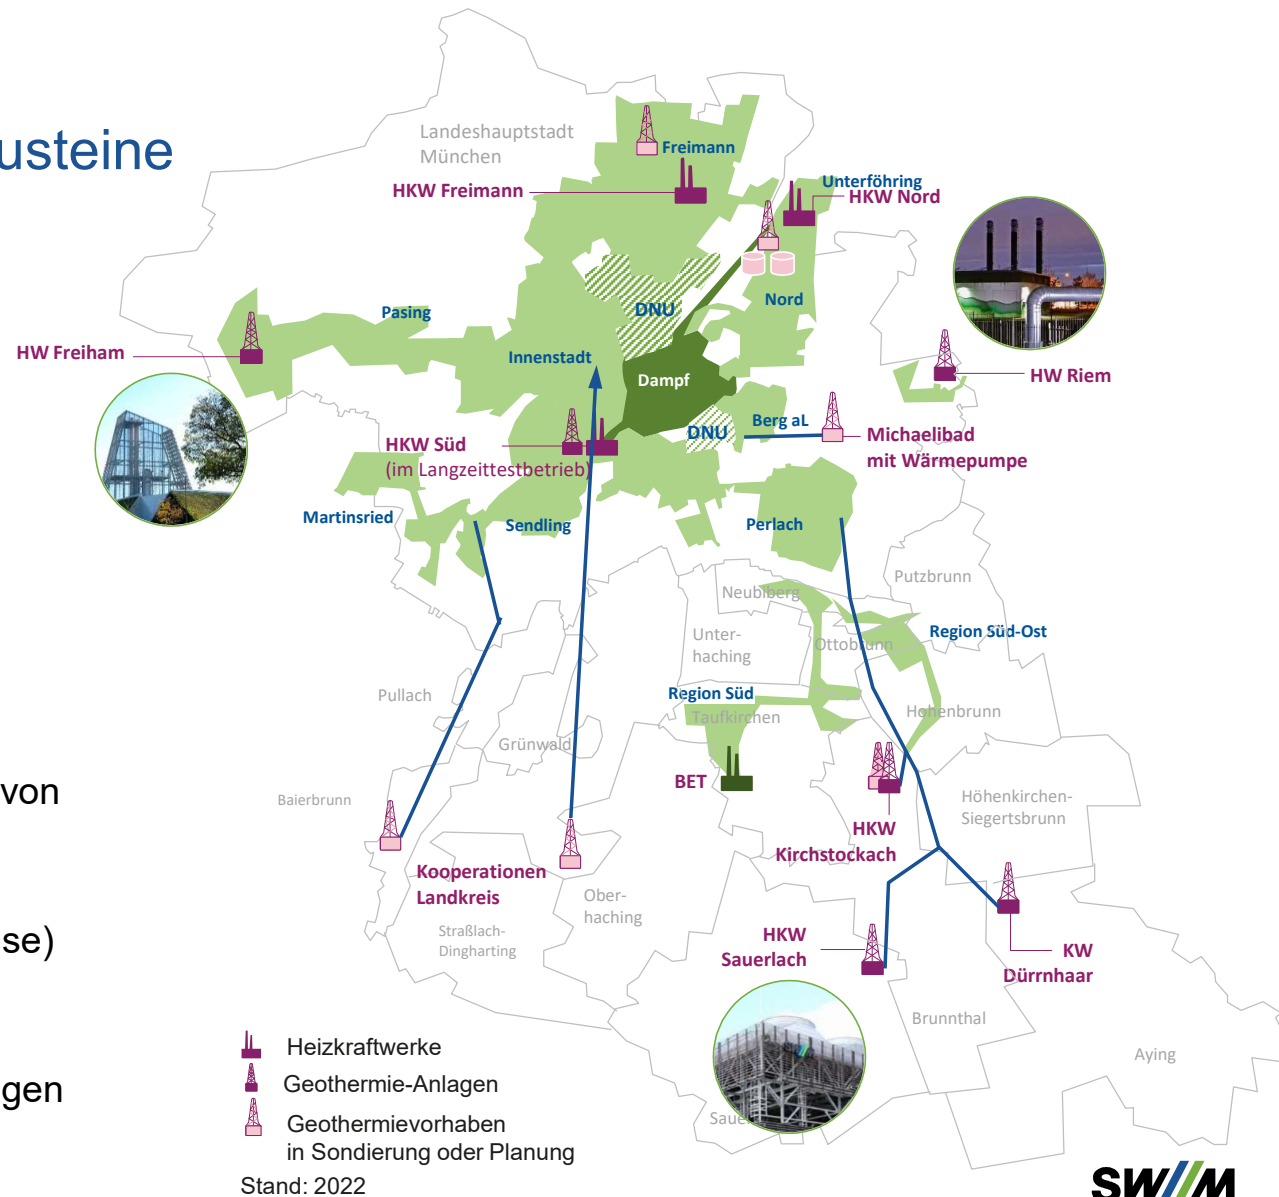 usteine
Landeshauptstadt
München
Freimann
HKW Freimann
Unterföhring
HKW Nord
Pasing
DNU
Nord
HW Freiham
Innenstadt
Dampf
HW Riem
Berg aL
DNU
HKW Süd
(im Langzeittestbetrieb)
Michaelibad
mit Wärmepumpe
Martinsried
Sendling
Perlach
Putzbrunn
Neubiberg
Unter-
haching
Ottobrunn
Region Süd-Ost
Pullach
Region Süd
Taufkirchen
Hohenbrunn
Grünwald
von
BET
Baierbrunn
Höhenkirchen-
Siegertsbrunn
HKW
Kirchstockach
Kooperationen
Landkreis
Ober-
haching
se)
Straßlach-
Dingharting
HKW
Sauerlach
KW
Dürrnhaar
Brunnthal
Heizkraftwerke
Aying
gen
Geothermie-Anlagen
Geothermievorhaben
in Sondierung oder Planung
Saue
Stand: 2022
SW//M